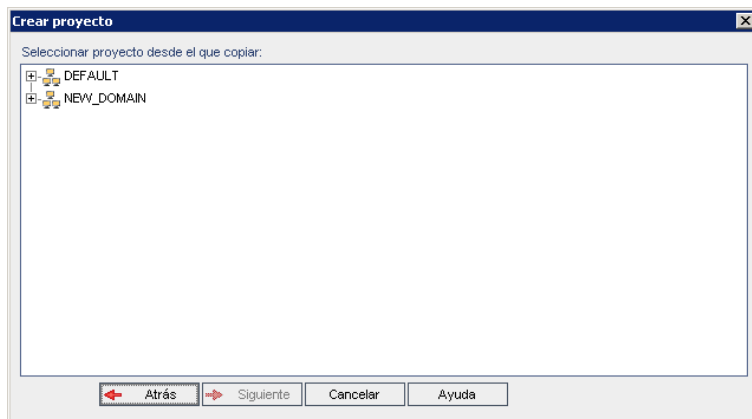 Crear proyecto
Seleccionar proyecto desde el que copiar:
DEFAULT
NEW_DOMAIN
Atrás Siguiente Cancelar Ayuda